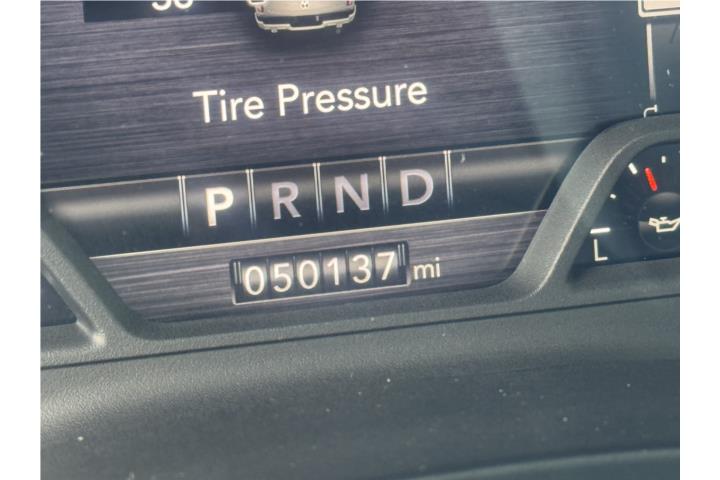 Tire Pressure
P R N D
050137 mi
L